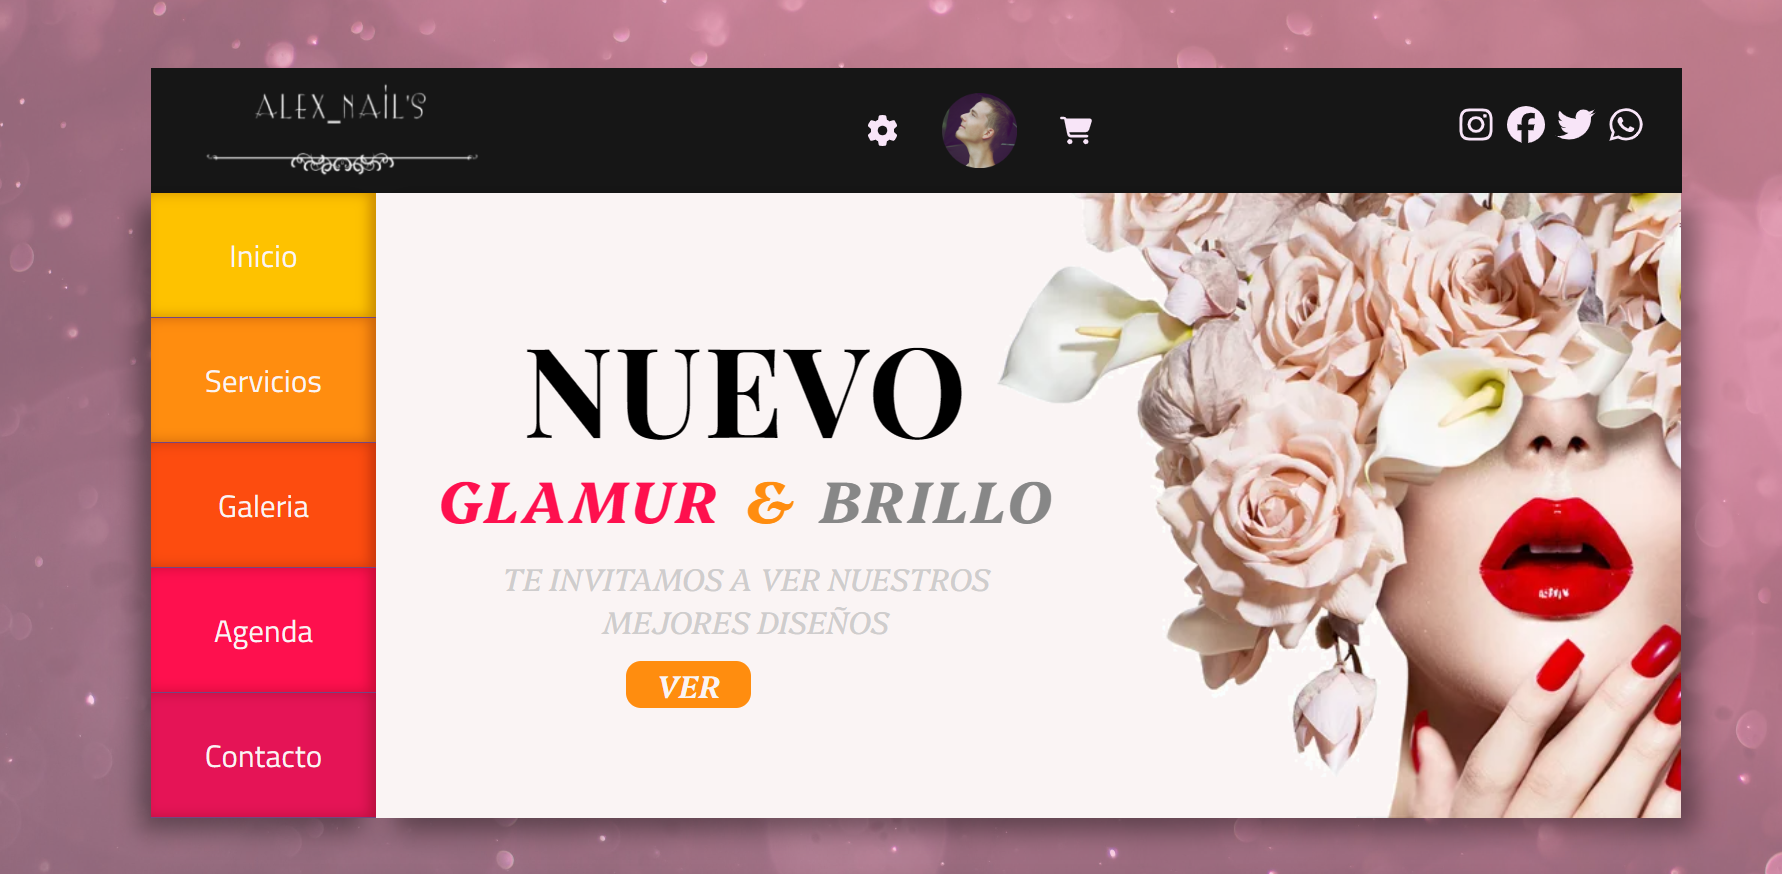 ALEX_NAIL'S
Inicio
Servicios
Galeria
Agenda
Contacto
NUEVO
GLAMUR & BRILLO
TE INVITAMOS A VER NUESTROS
MEJORES DISEÑOS
VER